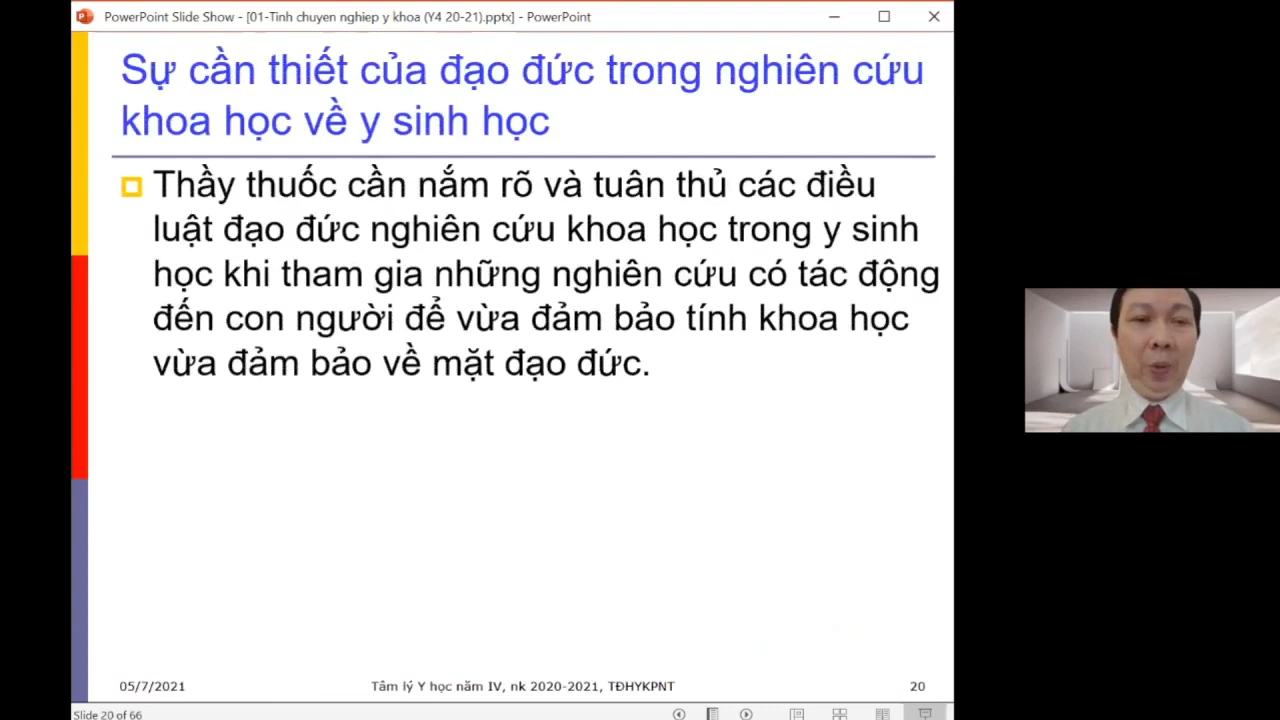 PowerPoint Slide Show - [01-Tinh chuyen nghiep y khoa (Y4 20-21).pptx] - PowerPoint
Sự cần thiết của đạo đức trong nghiên cứu
khoa học về y sinh học
Thầy thuốc cần nắm rõ và tuân thủ các điều
luật đạo đức nghiên cứu khoa học trong y sinh
học khi tham gia những nghiên cứu có tác động
đến con người để vừa đảm bảo tính khoa học
vừa đảm bảo về mặt đạo đức.
05/7/2021 Tâm lý Y học năm IV, nk 2020-2021, TĐHYKPNT 20
Slide 20 of 66